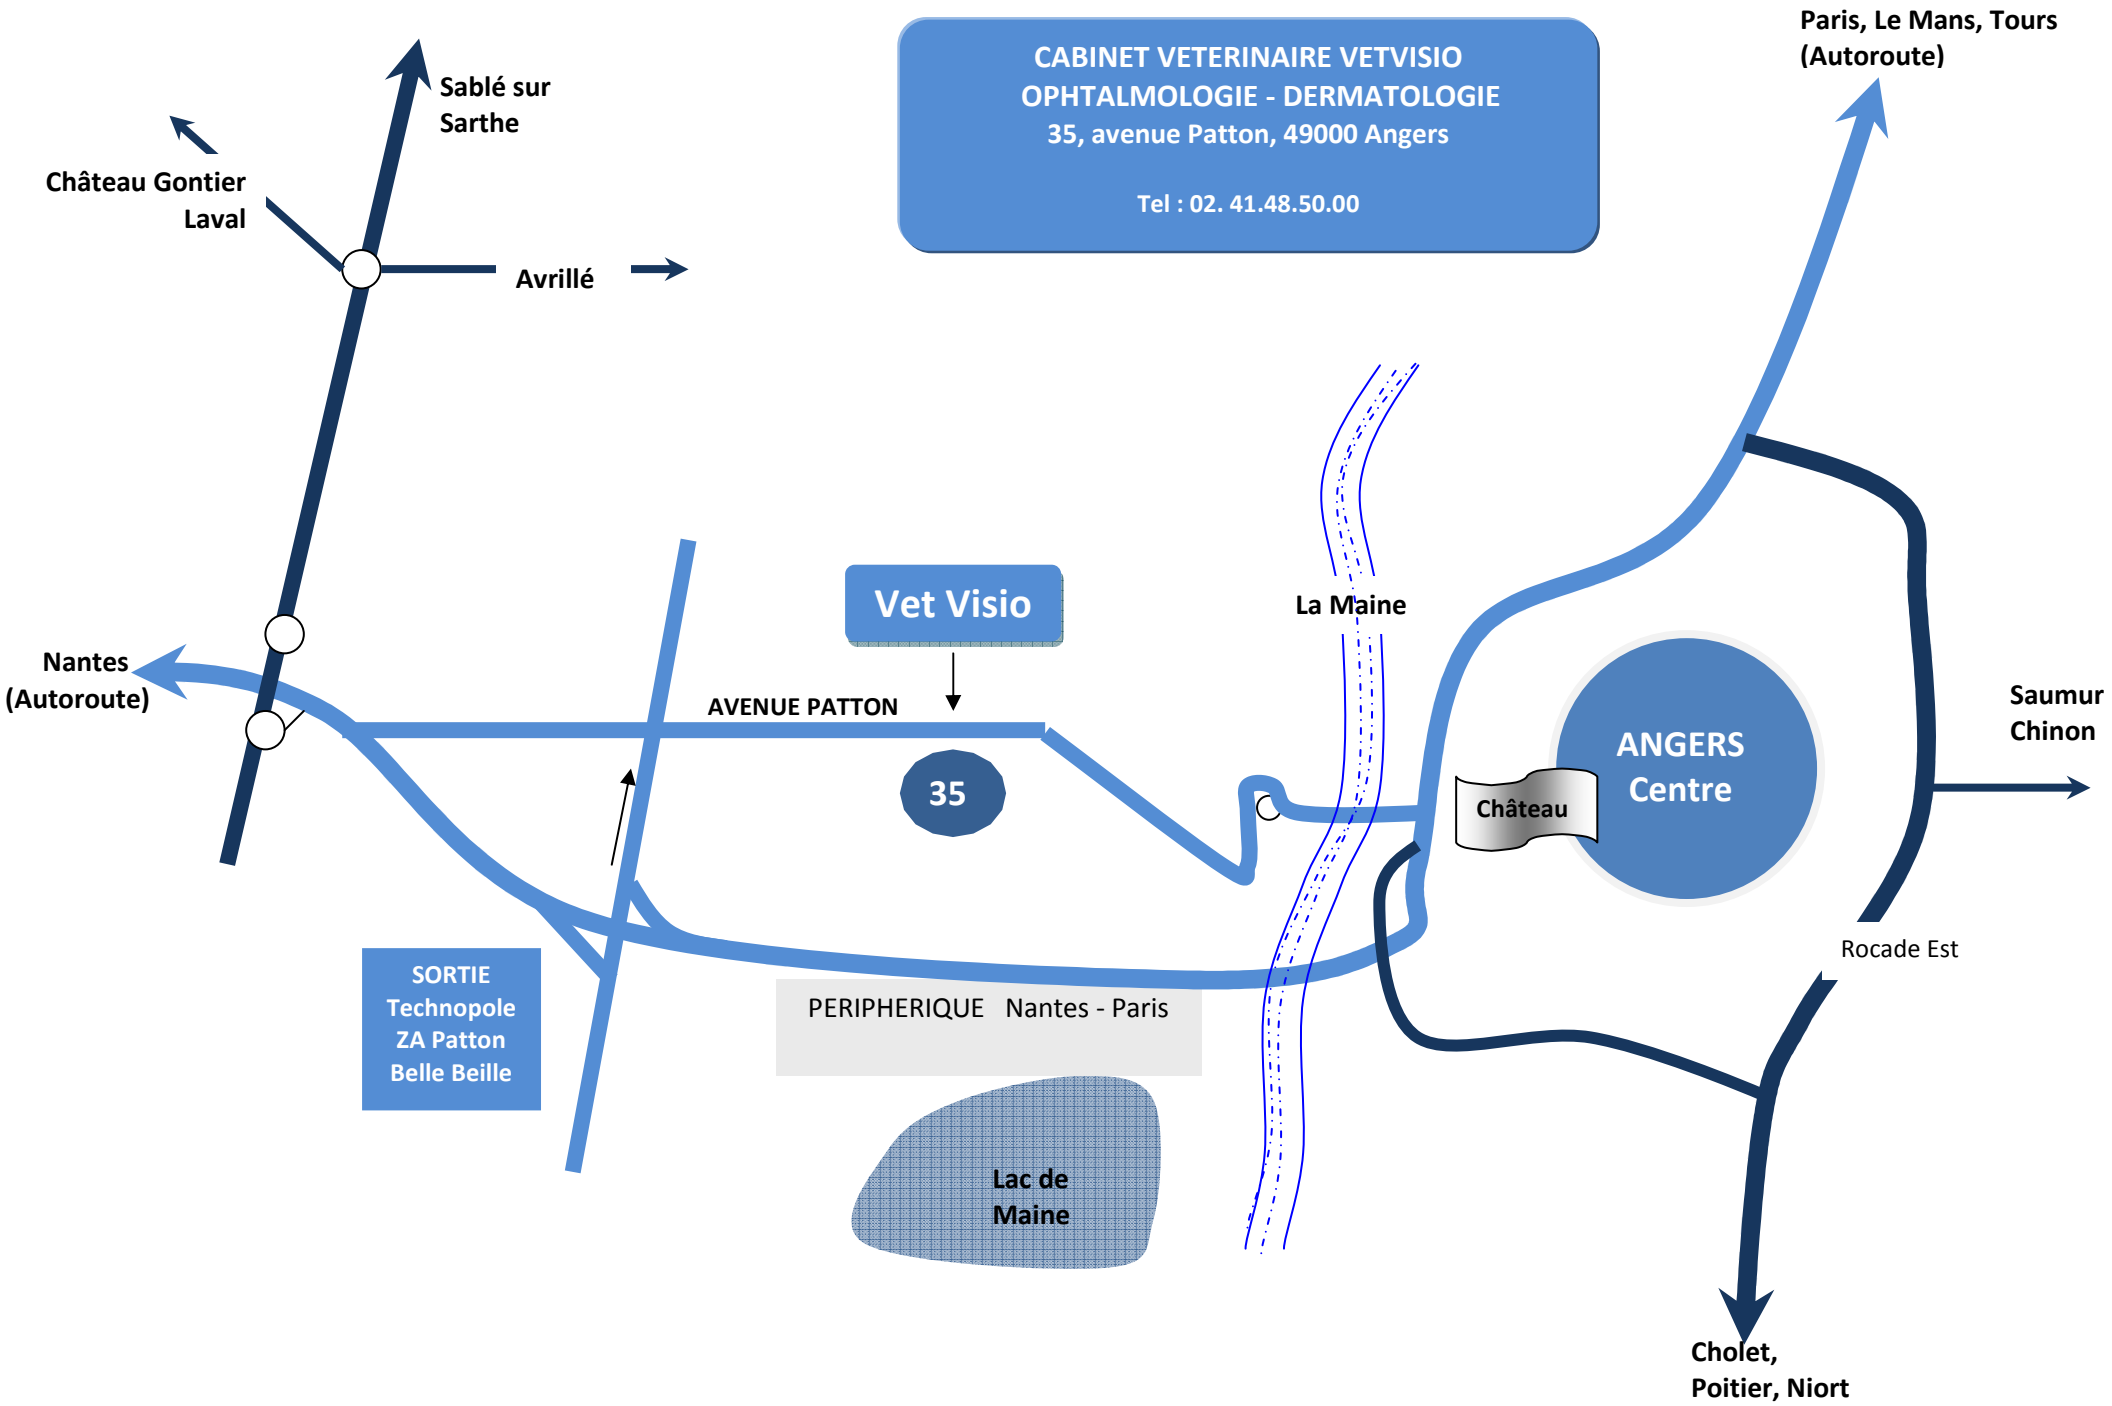 Paris, Le Mans, Tours
(Autoroute)
CABINET VETERINAIRE VETVISIO
OPHTALMOLOGIE - DERMATOLOGIE
35, avenue Patton, 49000 Angers
Tel : 02. 41.48.50.00
Sablé sur
Sarthe
Château Gontier
Laval
Avrillé
Vet Visio
La Maine
Nantes
(Autoroute)
AVENUE PATTON
35
ANGERS
Centre
Château
Saumur
Chinon
Rocade Est
SORTIE
Technopole
ZA Patton
Belle Beille
PERIPHERIQUE Nantes - Paris
Lac de
Maine
Cholet,
Poitier, Niort